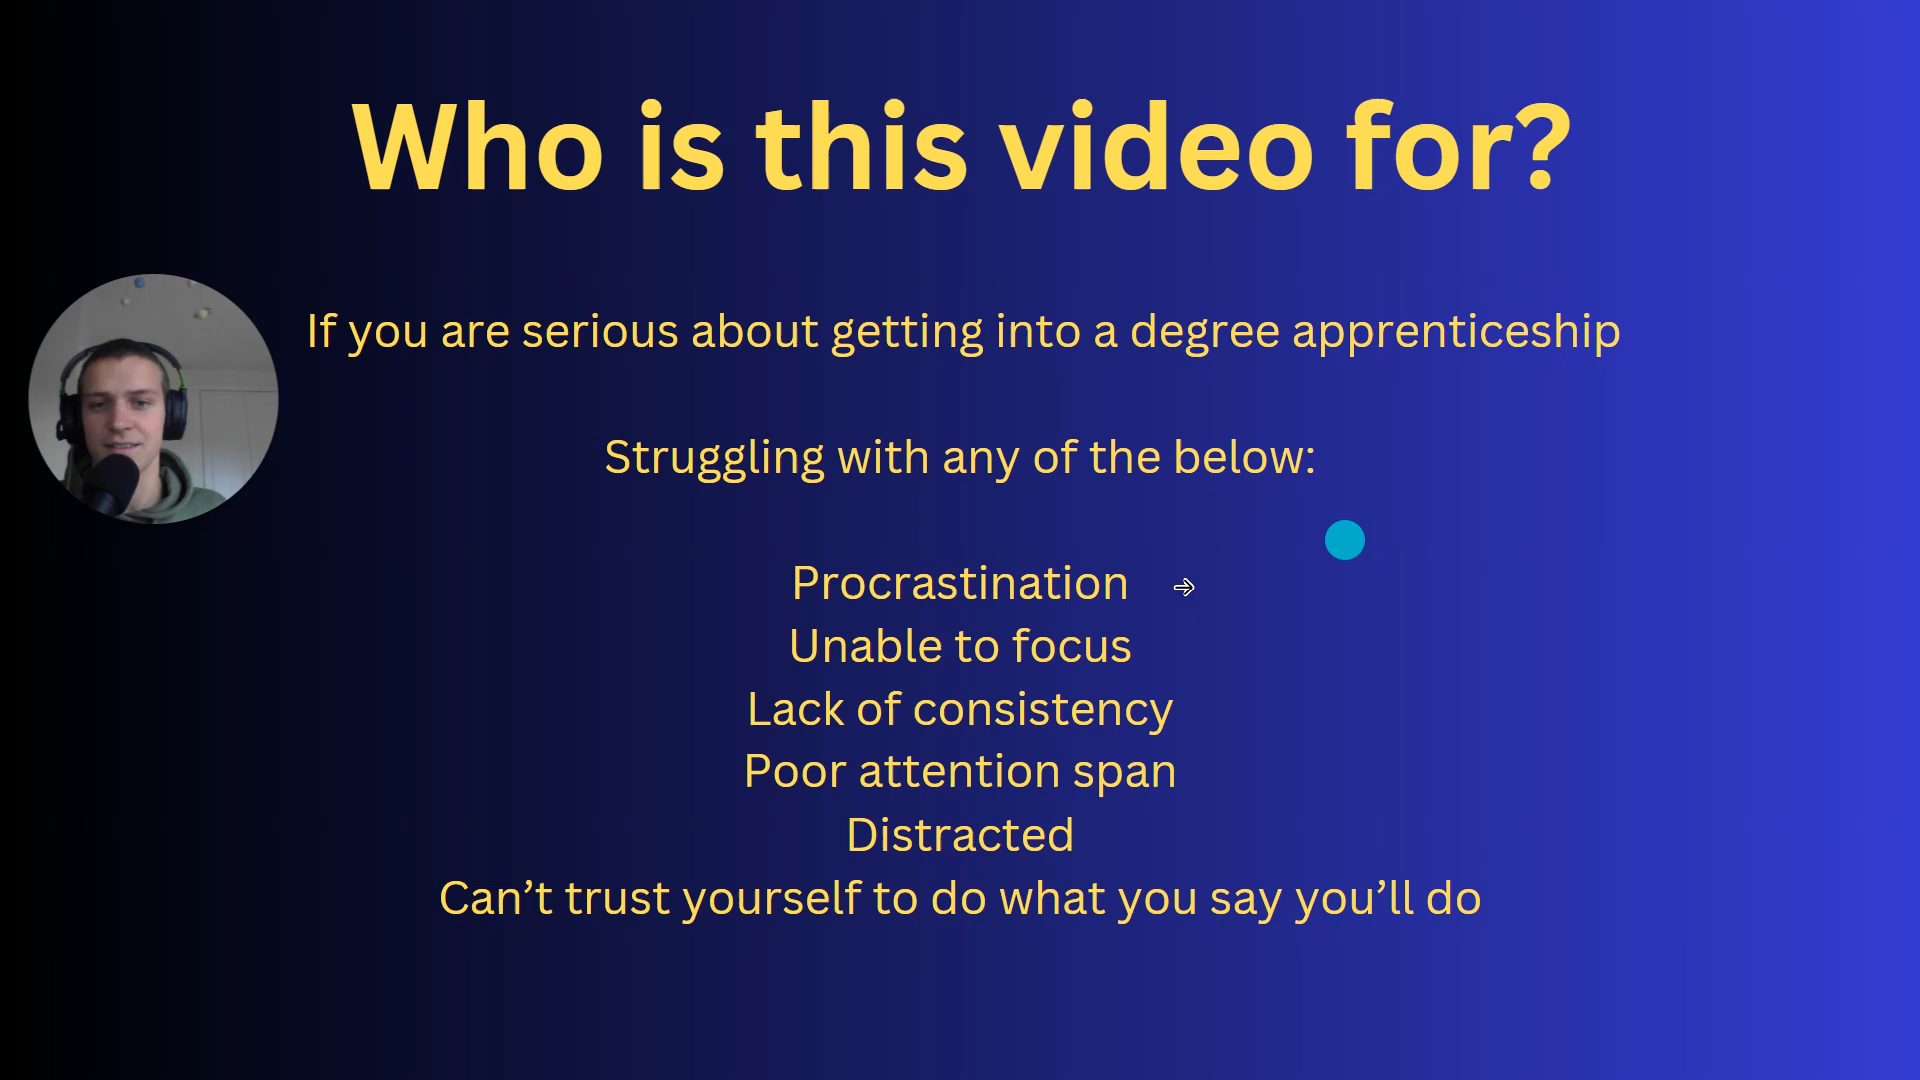 Who is this video for?
If you are serious about getting into a degree apprenticeship
Struggling with any of the below:
Procrastination
Unable to focus
Lack of consistency
Poor attention span
Distracted
Can’t trust yourself to do what you say you’ll do